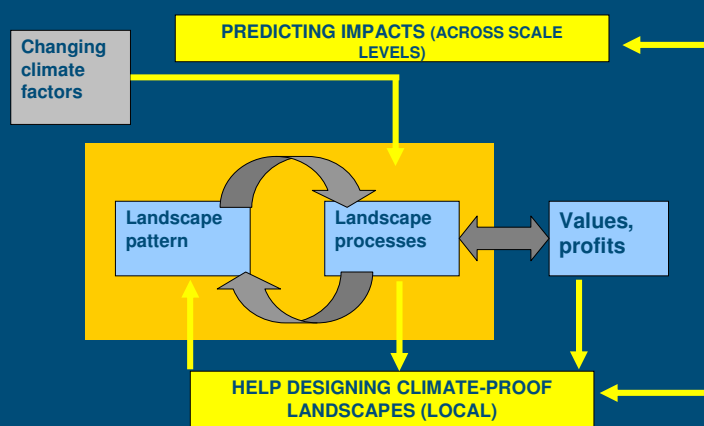 PREDICTING IMPACTS (ACROSS SCALE
LEVELS)
Changing
climate
factors
Landscape
pattern
Landscape
processes
Values,
profits
HELP DESIGNING CLIMATE-PROOF
LANDSCAPES (LOCAL)